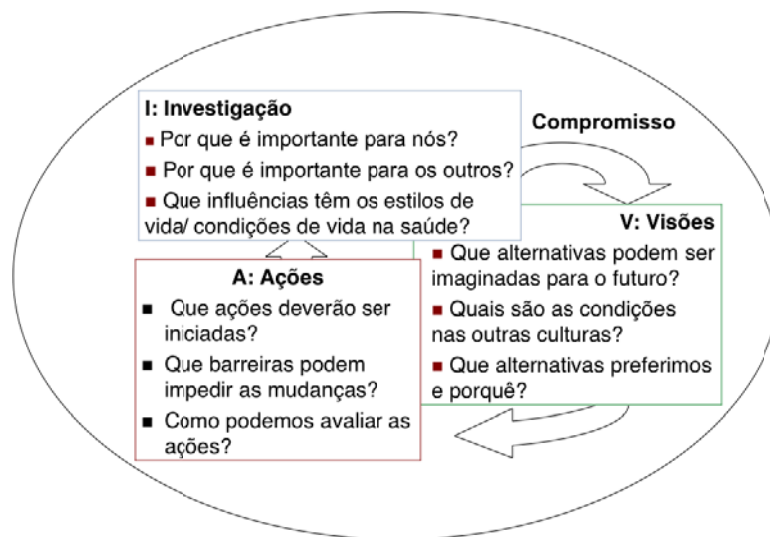 I: Investigação
■ Por que é importante para nós?
■ Por que é importante para os outros?
■ Que influências têm os estilos de
vida/ condições de vida na saúde?
Compromisso
V: Visões
■ Que alternativas podem ser
imaginadas para o futuro?
■ Quais são as condições
nas outras culturas?
■ Que alternativas preferimos
e porquê?
A: Ações
■ Que ações deverão ser
iniciadas?
■ Que barreiras podem
impedir as mudanças?
■ Como podemos avaliar as
ações?